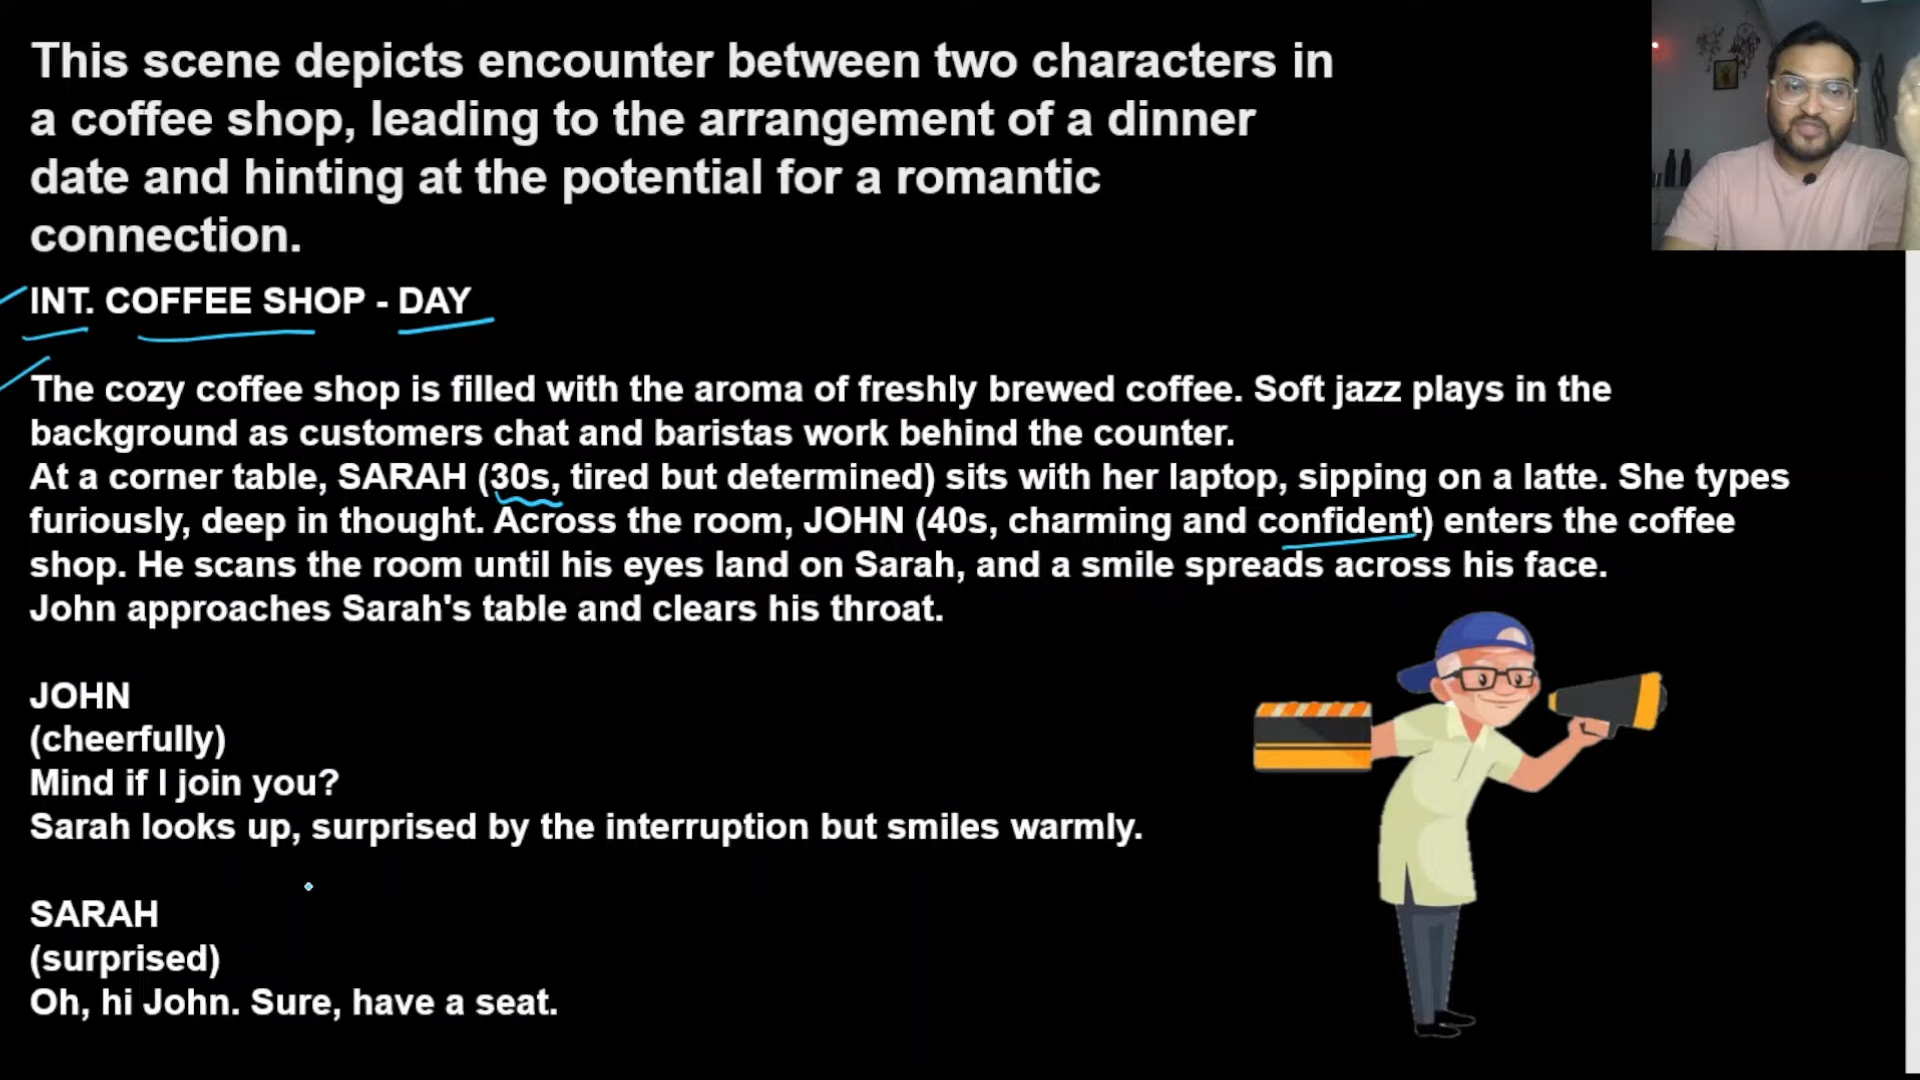 This scene depicts encounter between two characters in
a coffee shop, leading to the arrangement of a dinner
date and hinting at the potential for a romantic
connection.
INT. COFFEE SHOP - DAY
The cozy coffee shop is filled with the aroma of freshly brewed coffee. Soft jazz plays in the
background as customers chat and baristas work behind the counter.
At a corner table, SARAH (30s, tired but determined) sits with her laptop, sipping on a latte. She types
furiously, deep in thought. Across the room, JOHN (40s, charming and confident) enters the coffee
shop. He scans the room until his eyes land on Sarah, and a smile spreads across his face.
John approaches Sarah's table and clears his throat.
JOHN
(cheerfully)
Mind if I join you?
Sarah looks up, surprised by the interruption but smiles warmly.
SARAH
(surprised)
Oh, hi John. Sure, have a seat.